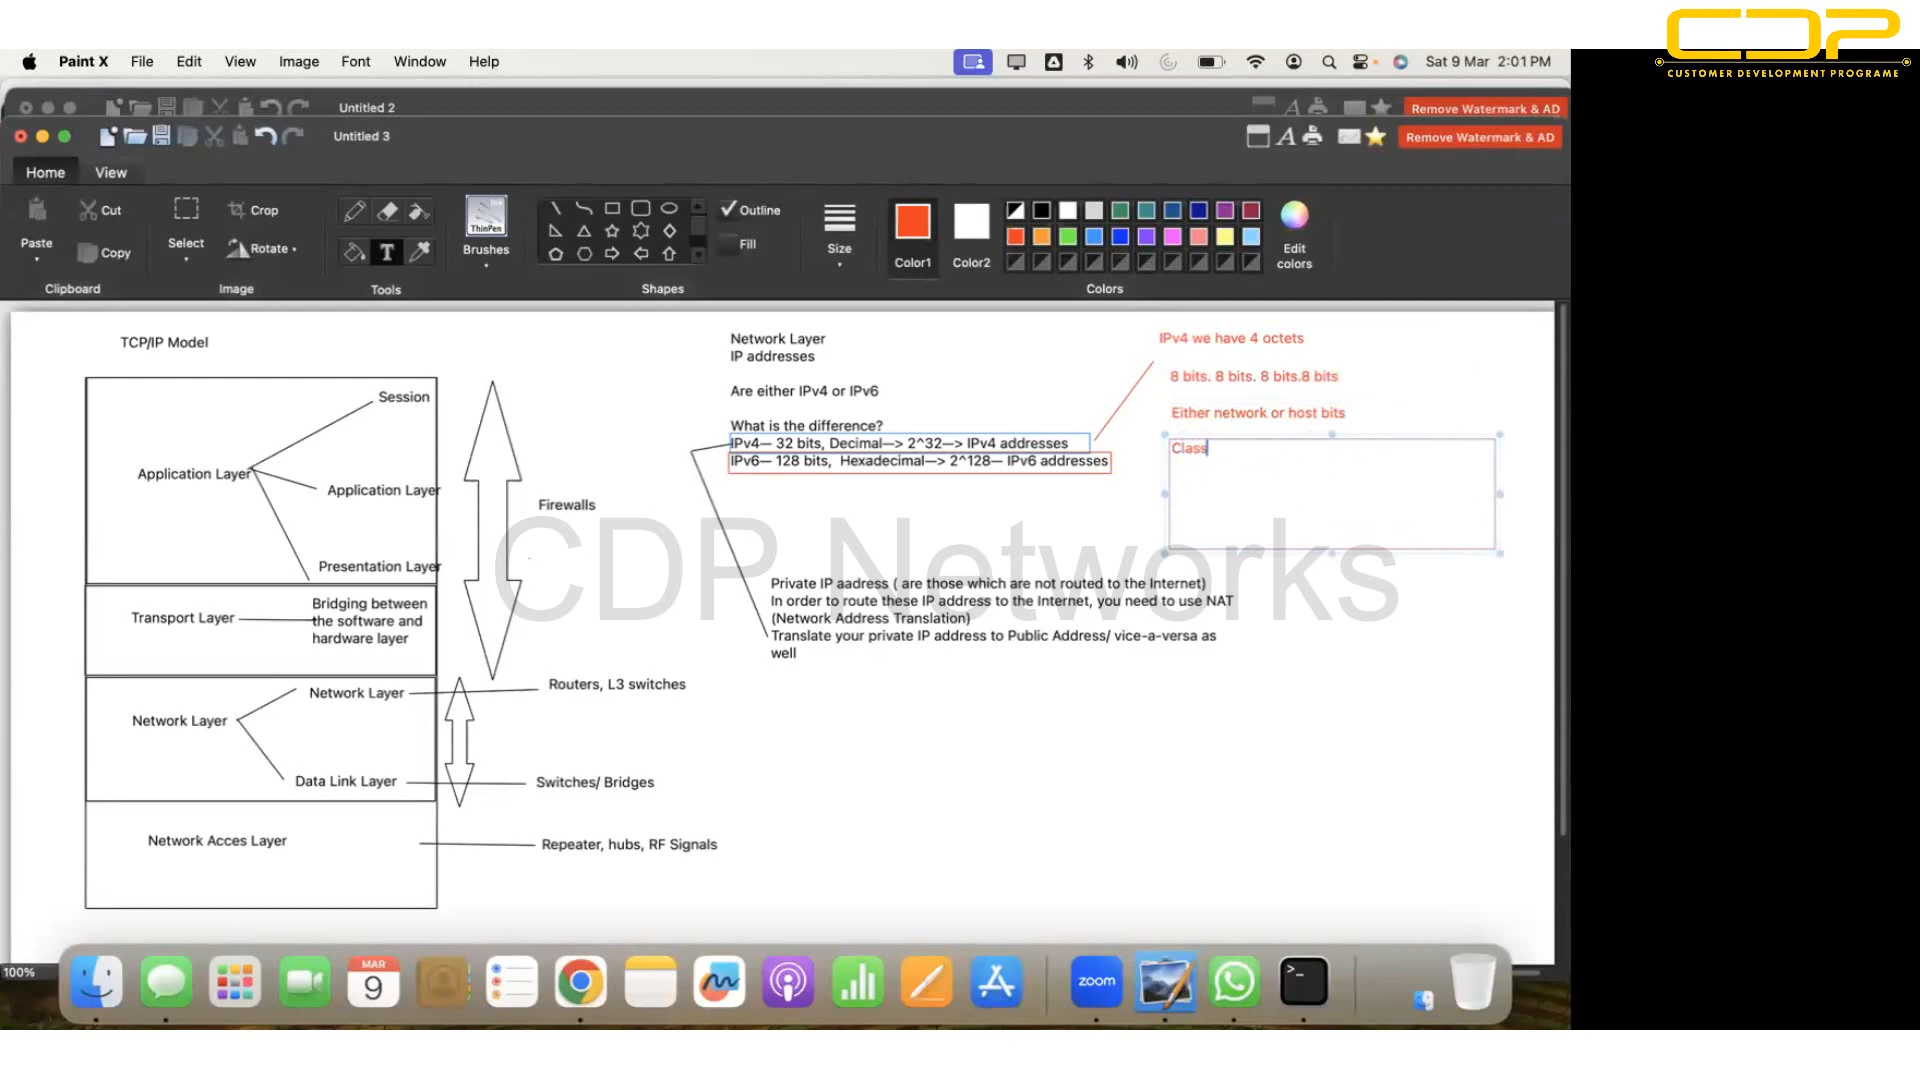 CDP
CUSTOMER DEVELOPMENT PROGRAME
Paint X File Edit View Image Font Window Help
Sat 9 Mar 2:01 PM
Untitled 2
Remove Watermark & AD
Untitled 3
Remove Watermark & AD
Home View
Paste
Cut
Copy
Clipboard
Select
Crop
Rotate
Image
Tools
ThinPen
Brushes
Shapes
Outline
Fill
Size
Color1
Color2
Colors
Edit
colors
TCP/IP Model
Session
Application Layer
Application Layer
Presentation Layer
Transport Layer
Bridging between
the software and
hardware layer
Network Layer
Network Layer
Data Link Layer
Network Acces Layer
Firewalls
Routers, L3 switches
Switches/ Bridges
Repeater, hubs, RF Signals
Network Layer
IP addresses
Are either IPv4 or IPv6
What is the difference?
IPv4— 32 bits, Decimal—> 2^32—> IPv4 addresses
IPv6— 128 bits, Hexadecimal—> 2^128— IPv6 addresses
Private IP aadress ( are those which are not routed to the Internet)
In order to route these IP address to the Internet, you need to use NAT
(Network Address Translation)
Translate your private IP address to Public Address/ vice-a-versa as
well
IPv4 we have 4 octets
8 bits. 8 bits. 8 bits.8 bits
Either network or host bits
Class
CDP Networks
100%
MAR
9
zoom
>_